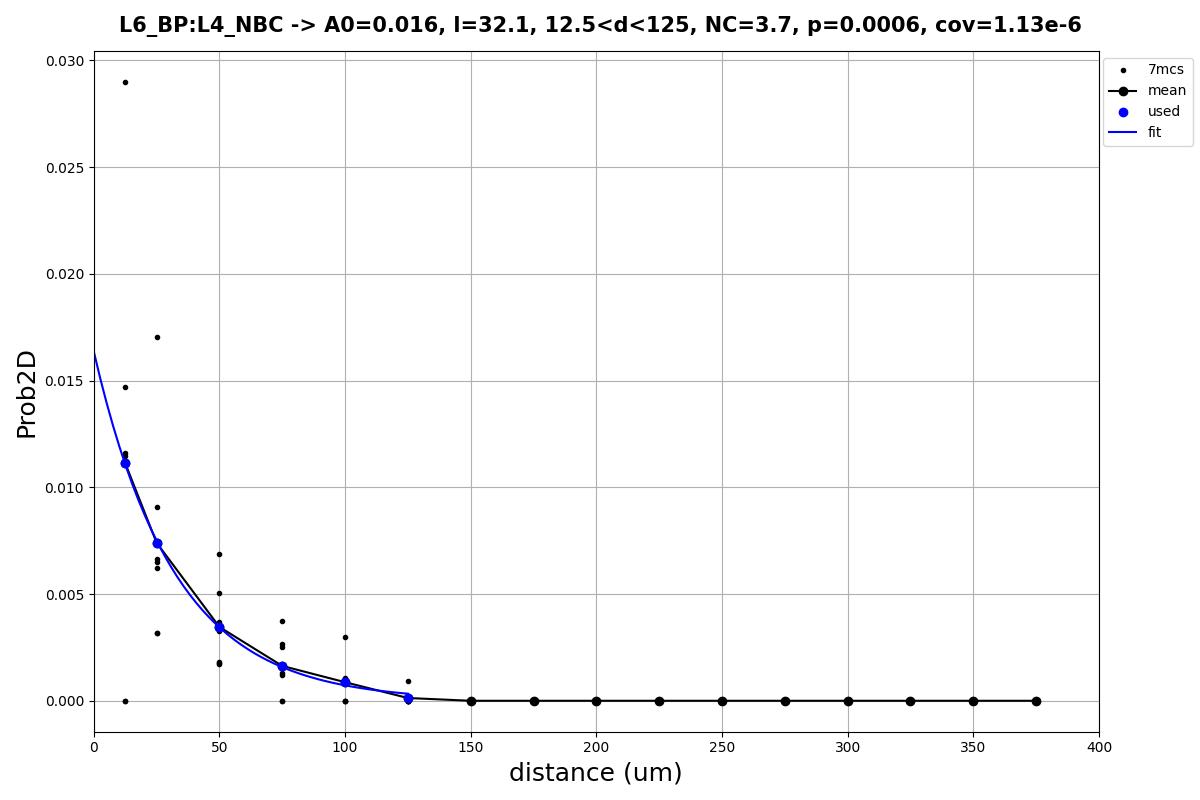 L6_BP:L4_NBC -> A0=0.016, l=32.1, 12.5<d<125, NC=3.7, p=0.0006, cov=1.13e-6
7mcs
mean
used
fit
Prob2D
0.030
0.025
0.020
0.015
0.010
0.005
0.000
0 50 100 150 200 250 300 350 400
distance (um)